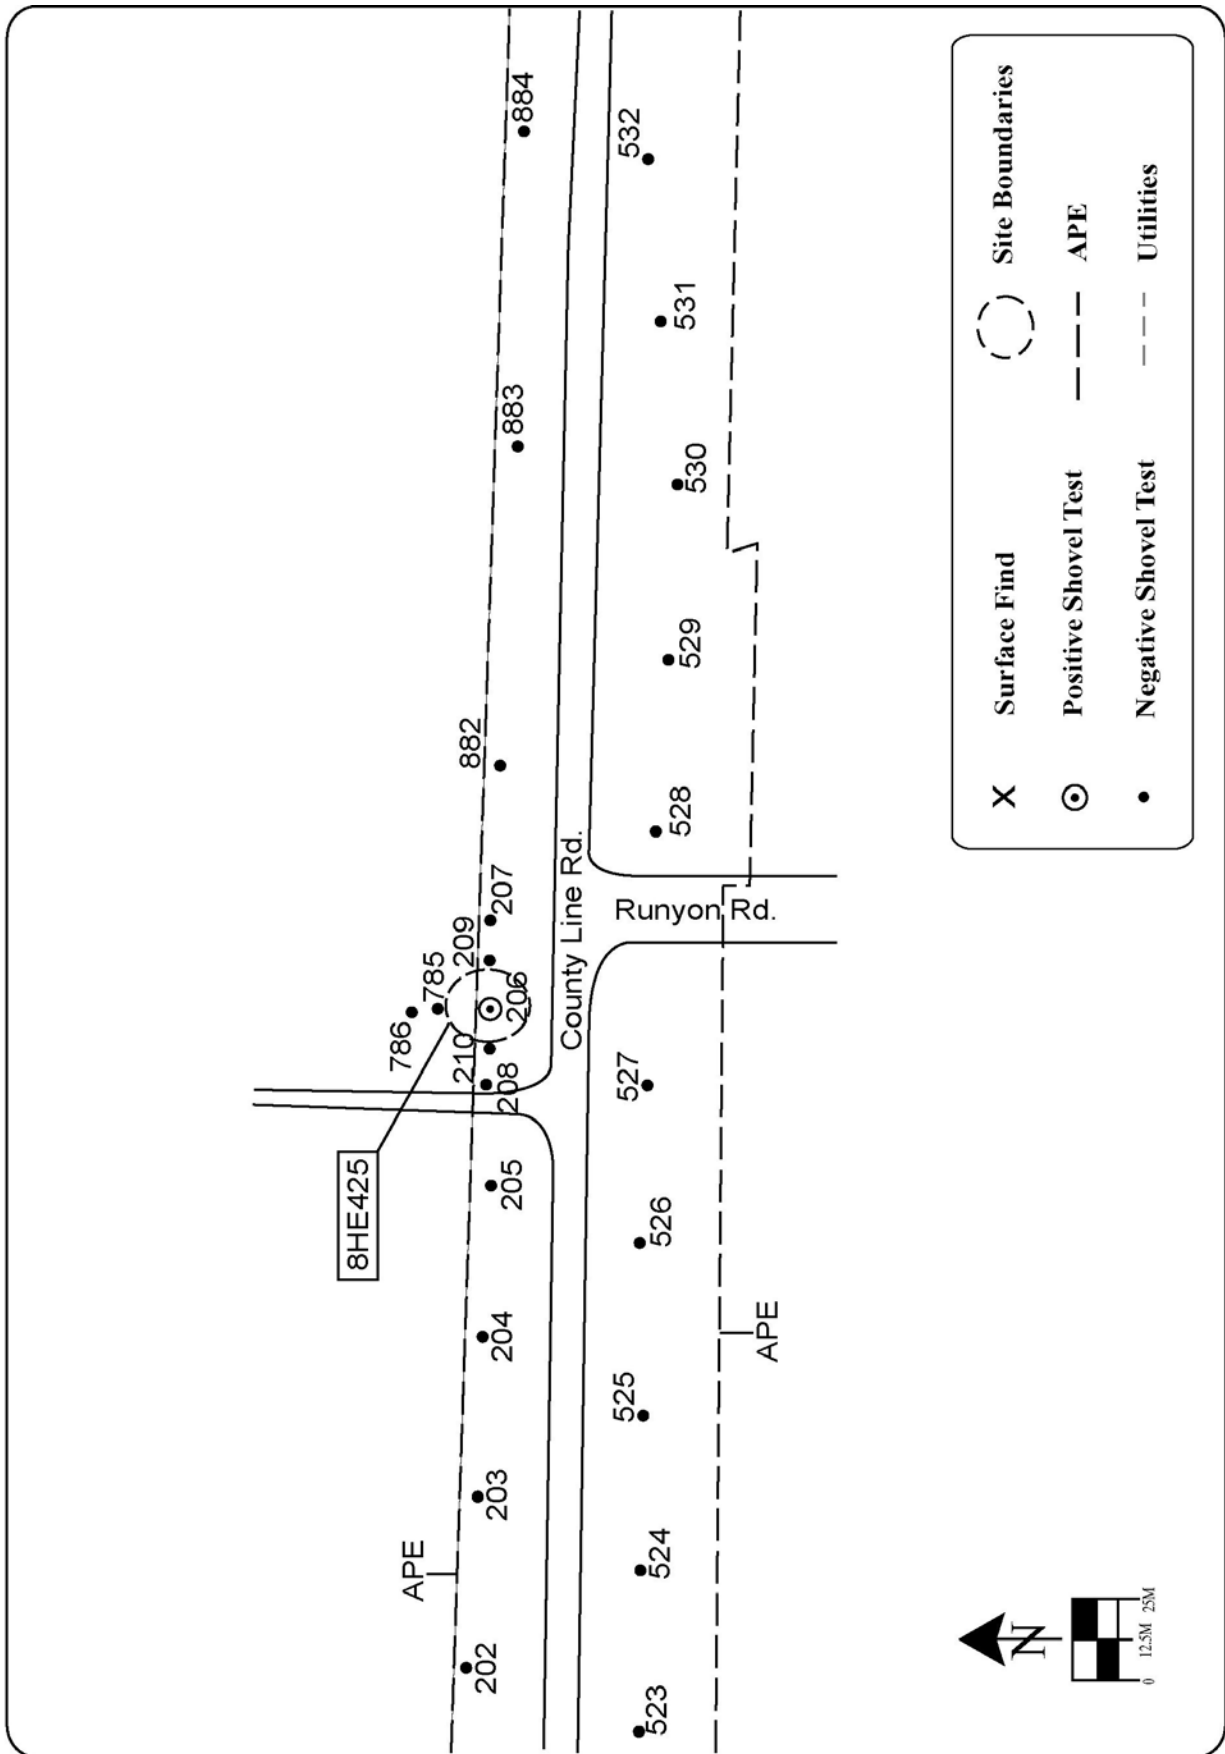 786
785
8HE425
882
883
884
209
207
210
206
208
APE
202
203
204
205
County Line Rd.
Runyon Rd.
523
524
525
526
527
528
529
530
531
532
APE
N
0 12.5M 25M
Surface Find
Site Boundaries
Positive Shovel Test
APE
Negative Shovel Test
Utilities